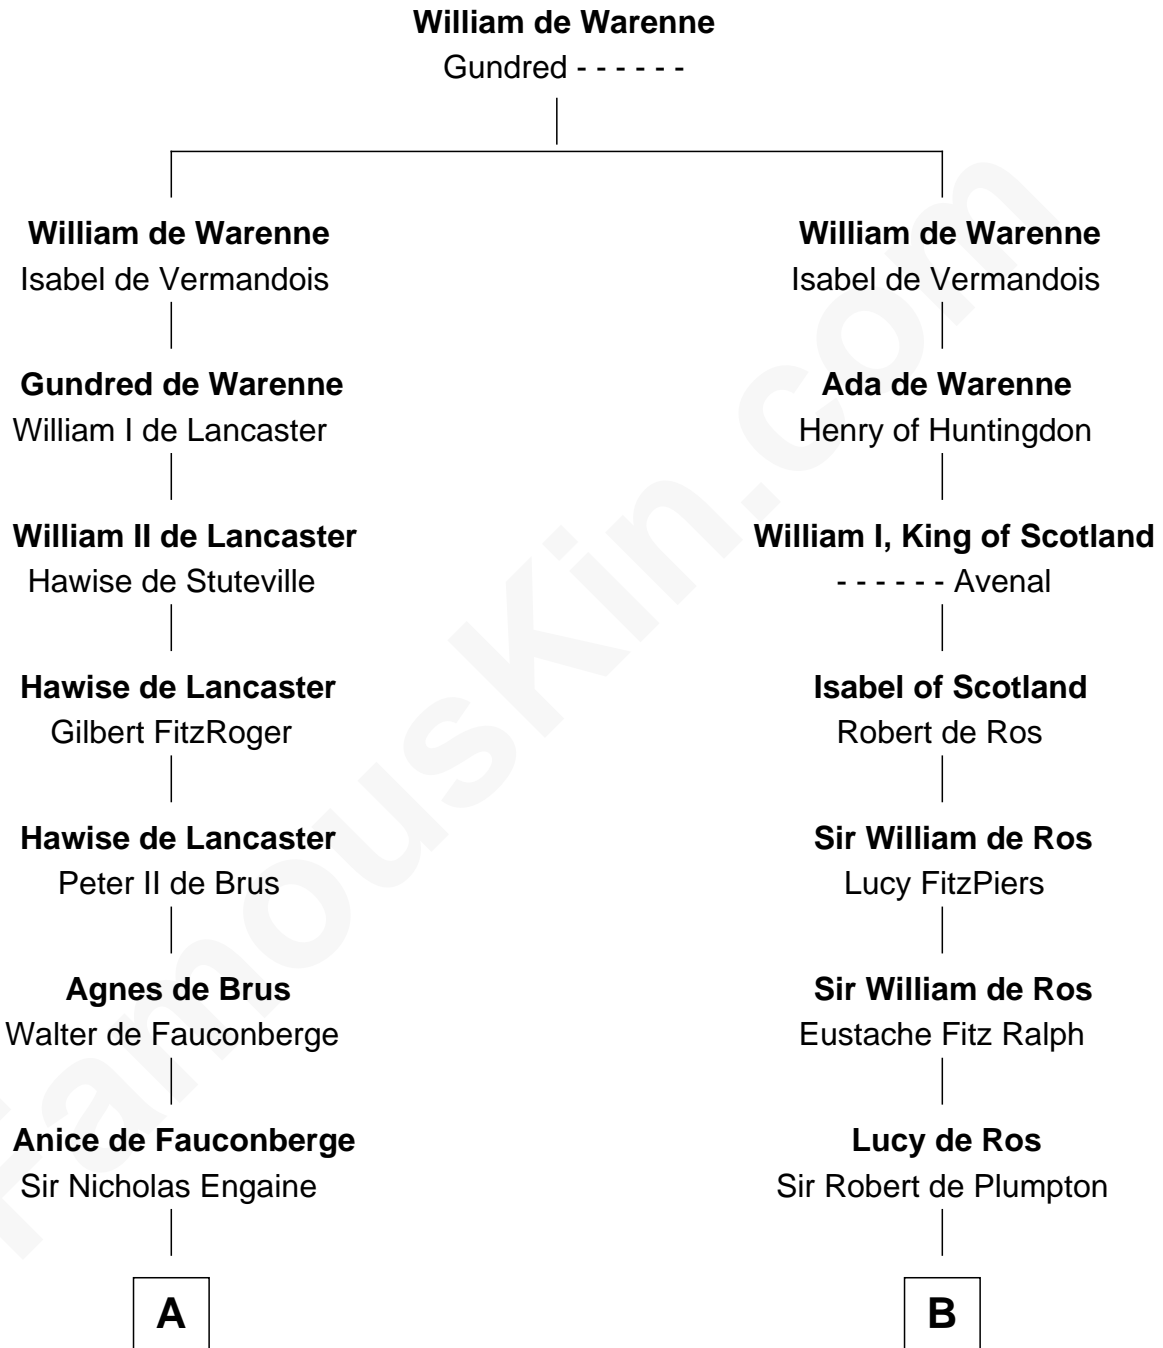 William de Warenne
Gundred - - - - - -
William de Warenne
Isabel de Vermandois
Gundred de Warenne
William I de Lancaster
William II de Lancaster
Hawise de Stuteville
Hawise de Lancaster
Gilbert FitzRoger
Hawise de Lancaster
Peter II de Brus
Agnes de Brus
Walter de Fauconberge
Anice de Fauconberge
Sir Nicholas Engaine
A
William de Warenne
Isabel de Vermandois
Ada de Warenne
Henry of Huntingdon
William I, King of Scotland
- - - - - - Avenal
Isabel of Scotland
Robert de Ros
Sir William de Ros
Lucy FitzPiers
Sir William de Ros
Eustache Fitz Ralph
Lucy de Ros
Sir Robert de Plumpton
B
FamousKin.com